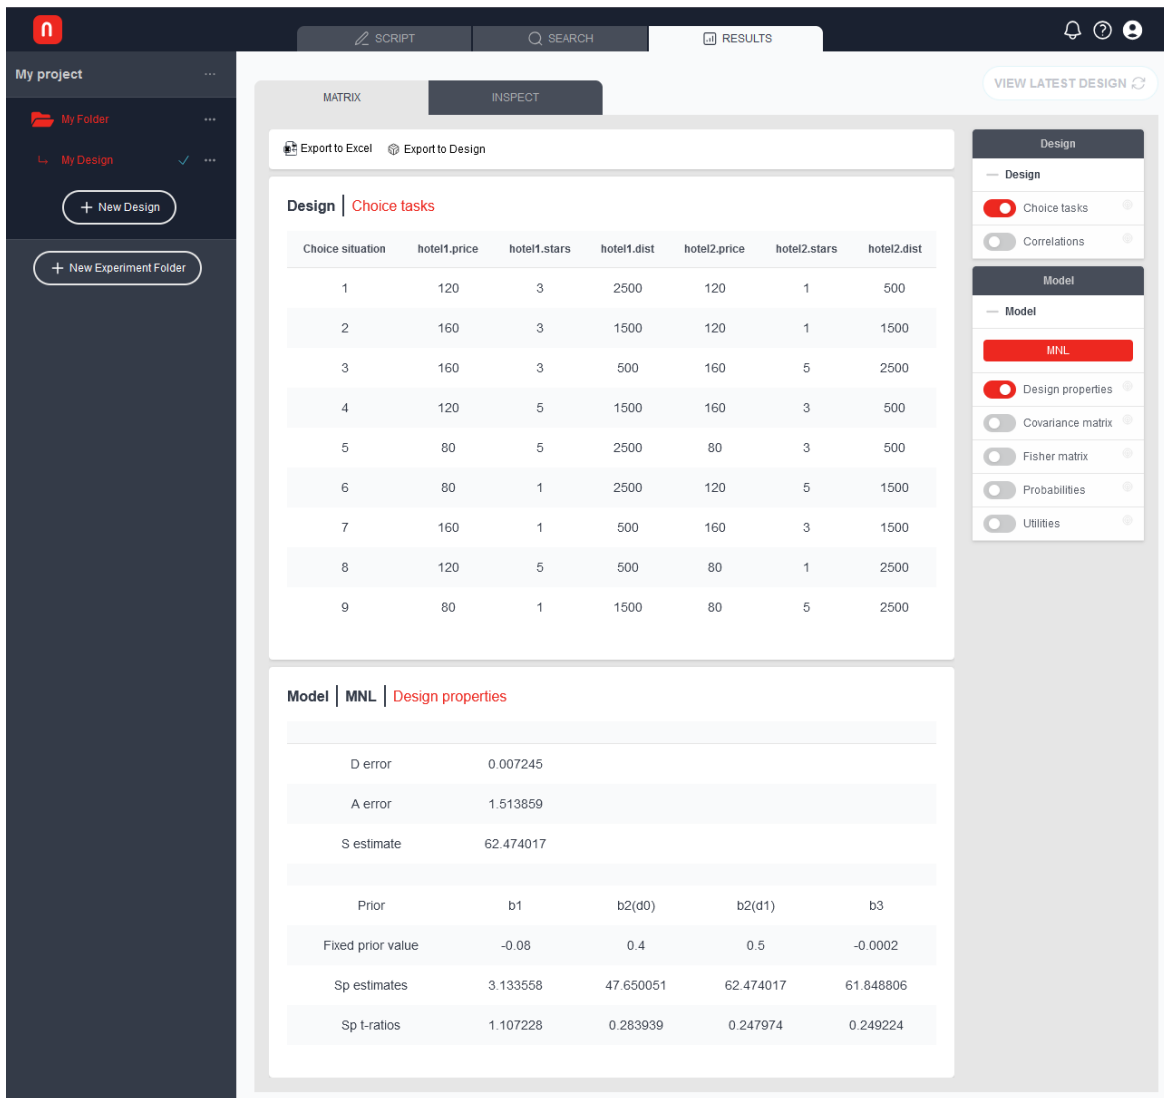 n
SCRIPT
SEARCH
RESULTS
My project
...
VIEW LATEST DESIGN
MATRIX
INSPECT
My Folder
...
My Design
...
+ New Design
+ New Experiment Folder
Export to Excel
Export to Design
Design | Choice tasks
Choice situation hotel1.price hotel1.stars hotel1.dist hotel2.price hotel2.stars hotel2.dist
1 120 3 2500 120 1 500
2 160 3 1500 120 1 1500
3 160 3 500 160 5 2500
4 120 5 1500 160 3 500
5 80 5 2500 80 3 500
6 80 1 2500 120 5 1500
7 160 1 500 160 3 1500
8 120 5 500 80 1 2500
9 80 1 1500 80 5 2500
Model | MNL | Design properties
D error 0.007245
A error 1.513859
S estimate 62.474017
Prior b1 b2(d0) b2(d1) b3
Fixed prior value -0.08 0.4 0.5 -0.0002
Sp estimates 3.133558 47.650051 62.474017 61.848806
Sp t-ratios 1.107228 0.283939 0.247974 0.249224
Design
— Design
Choice tasks
Correlations
Model
— Model
MNL
Design properties
Covariance matrix
Fisher matrix
Probabilities
Utilities